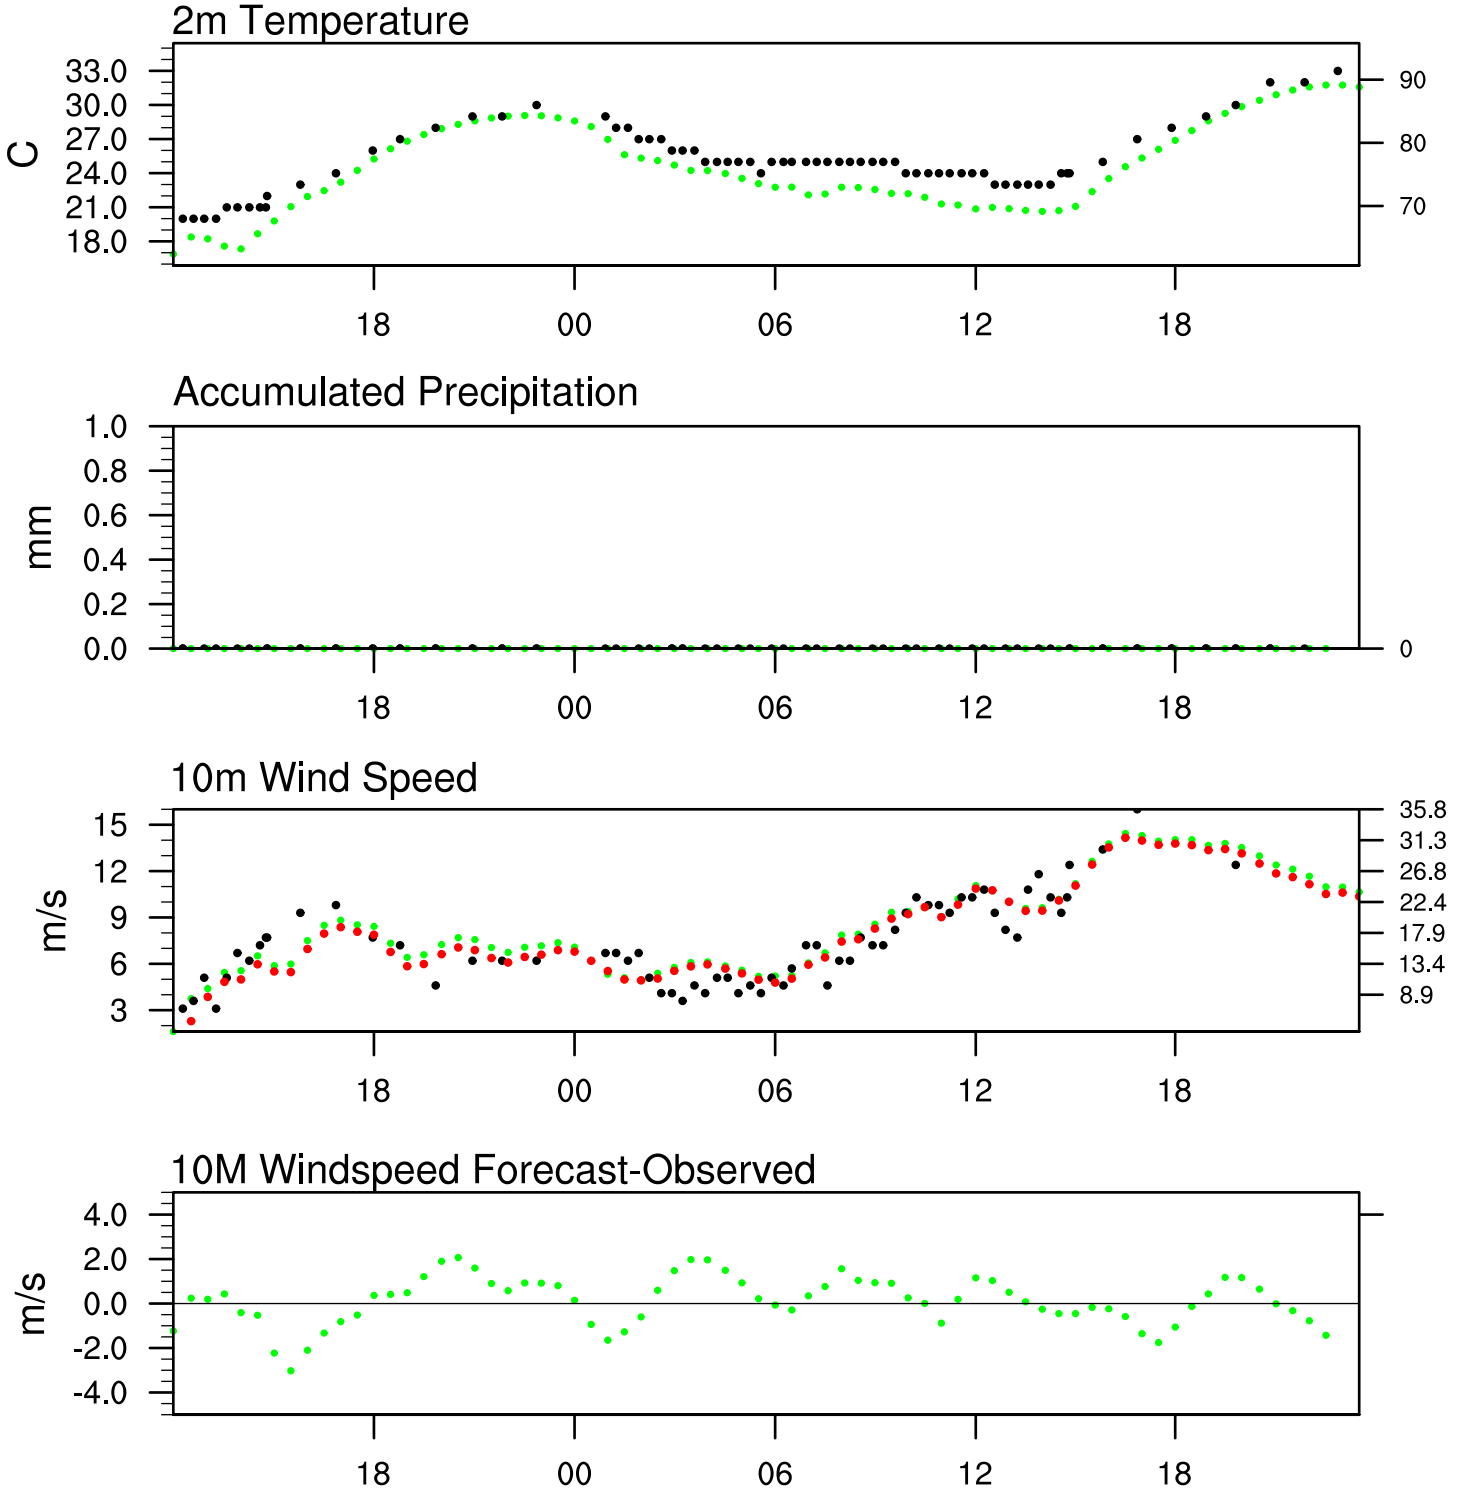 2m Temperature
33.0
30.0
27.0
24.0
21.0
18.0
C
90
80
70
18 00 06 12 18
Accumulated Precipitation
1.0
0.8
0.6
0.4
0.2
0.0
mm
0
18 00 06 12 18
10m Wind Speed
15
12
9
6
3
m/s
35.8
31.3
26.8
22.4
17.9
13.4
8.9
18 00 06 12 18
10M Windspeed Forecast-Observed
4.0
2.0
0.0
-2.0
-4.0
m/s
18 00 06 12 18